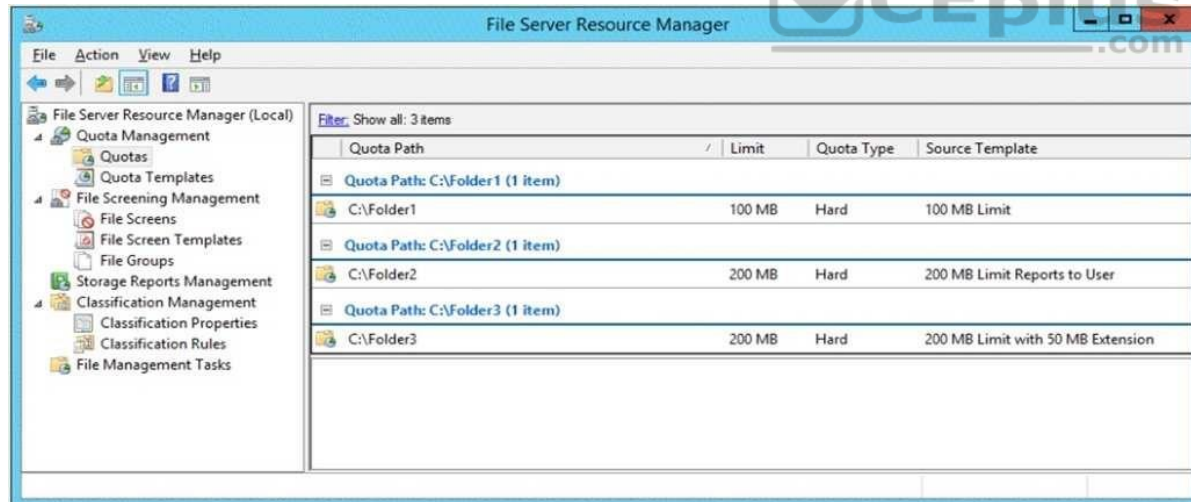 CEplus
.com
File Server Resource Manager
File Action View Help
File Server Resource Manager (Local)
Quota Management
Quotas
Quota Templates
File Screening Management
File Screens
File Screen Templates
File Groups
Storage Reports Management
Classification Management
Classification Properties
Classification Rules
File Management Tasks
Filter: Show all: 3 items
Quota Path / Limit Quota Type Source Template
Quota Path: C:\Folder1 (1 item)
C:\Folder1 100 MB Hard 100 MB Limit
Quota Path: C:\Folder2 (1 item)
C:\Folder2 200 MB Hard 200 MB Limit Reports to User
Quota Path: C:\Folder3 (1 item)
C:\Folder3 200 MB Hard 200 MB Limit with 50 MB Extension